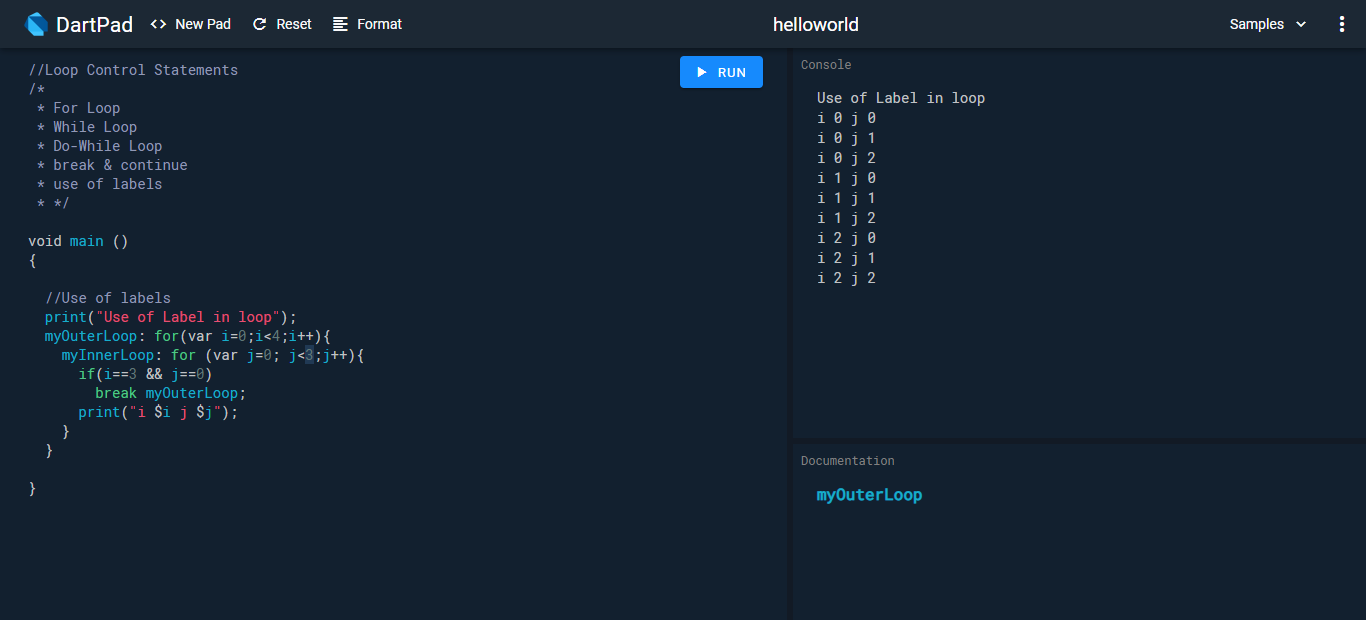 DartPad <> New Pad Reset Format helloworld Samples
//Loop Control Statements
/*
* For Loop
* While Loop
* Do-While Loop
* break & continue
* use of labels
* */
void main ()
{
//Use of labels
print("Use of Label in loop");
myOuterLoop: for(var i=0;i<4;i++){
myInnerLoop: for (var j=0; j<3;j++){
if(i==3 && j==0)
break myOuterLoop;
print("i $i j $j");
}
}
}
RUN
Console
Use of Label in loop
i 0 j 0
i 0 j 1
i 0 j 2
i 1 j 0
i 1 j 1
i 1 j 2
i 2 j 0
i 2 j 1
i 2 j 2
Documentation
myOuterLoop